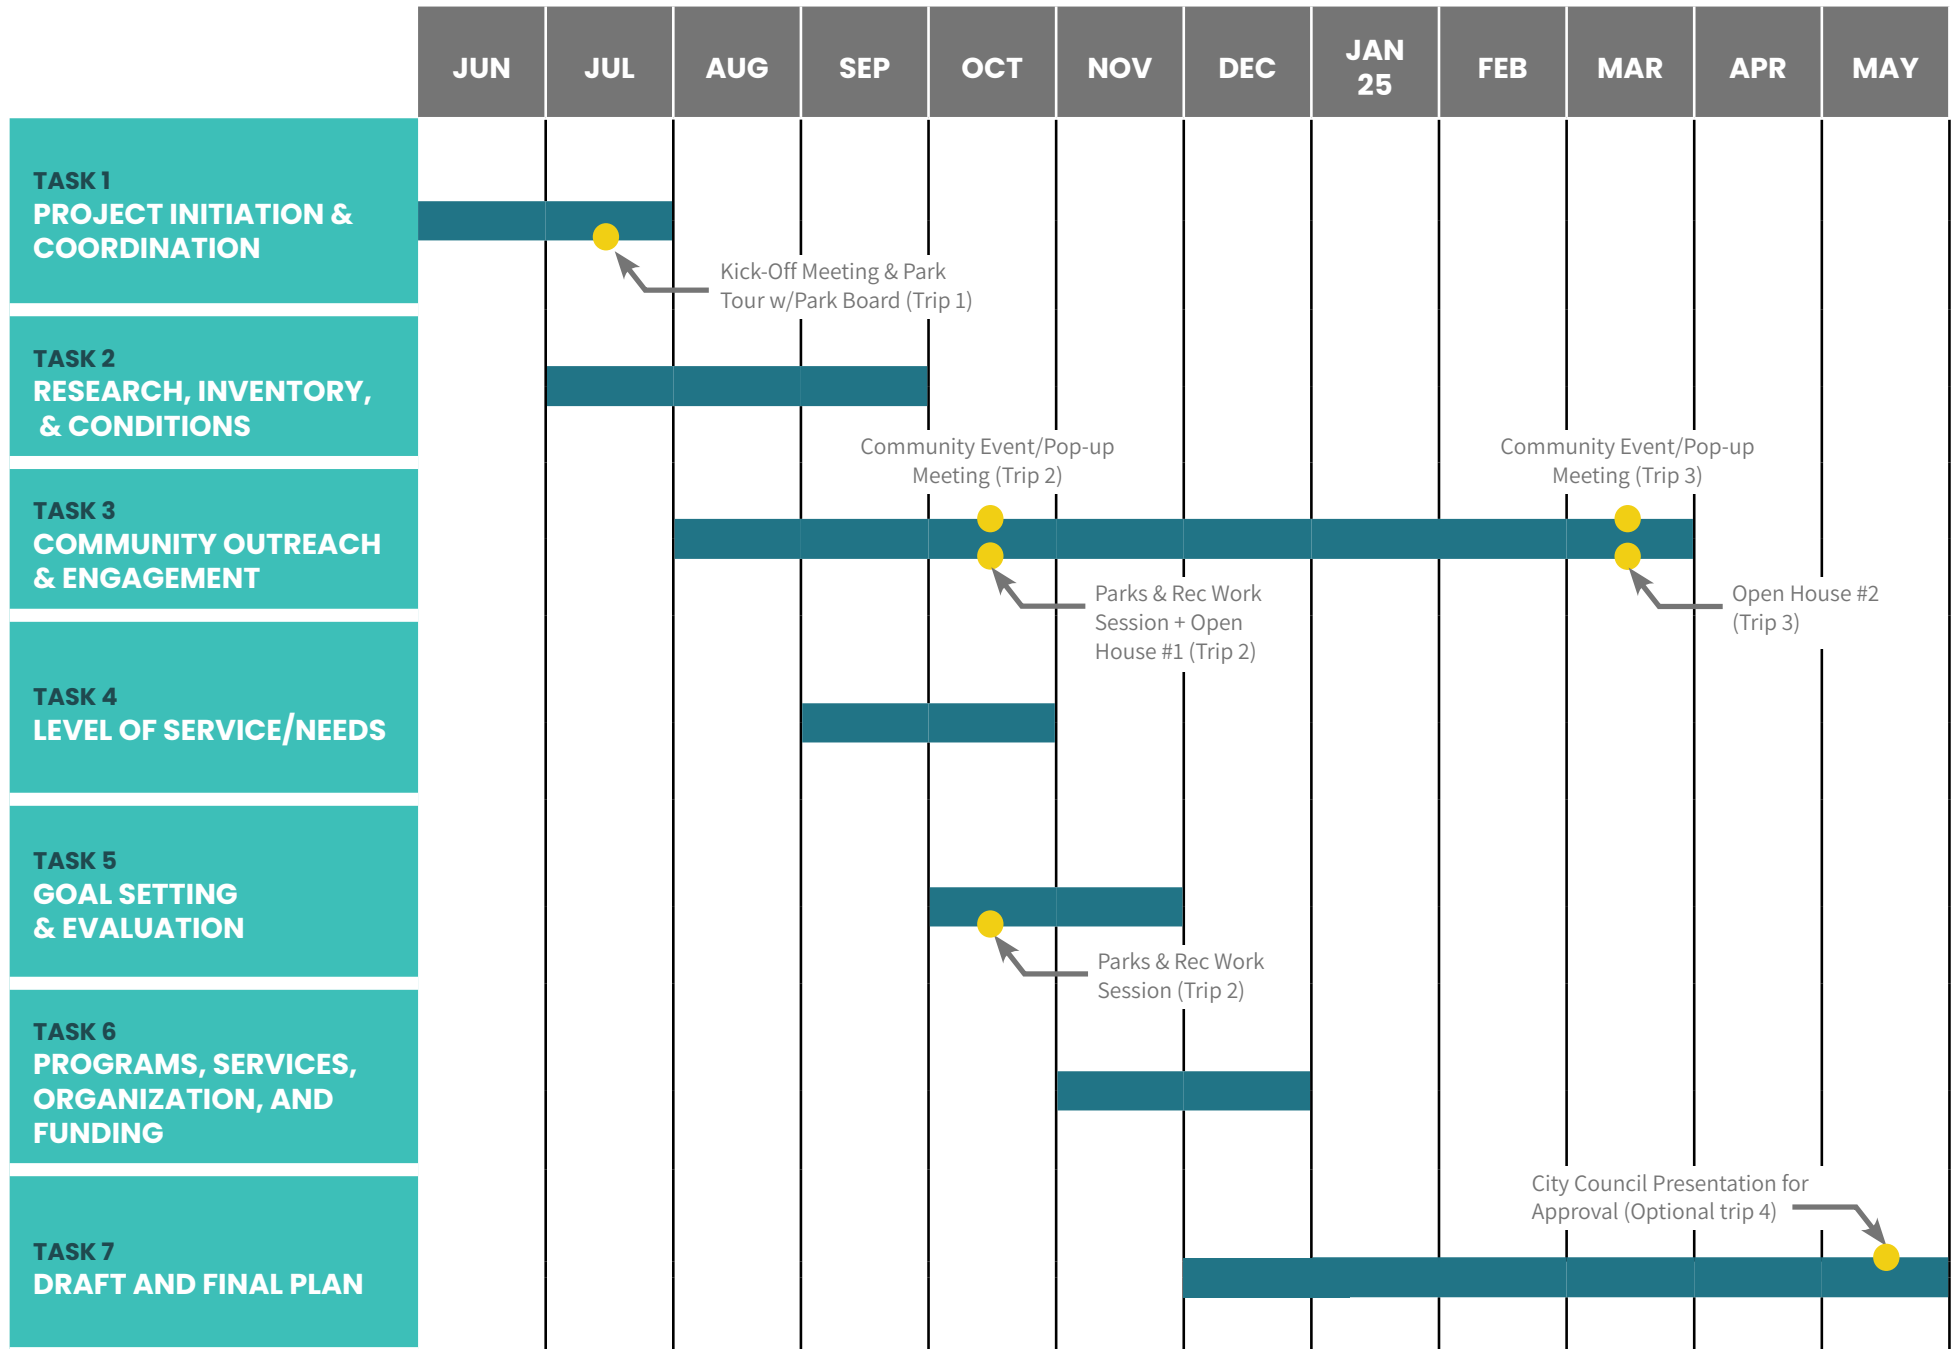 JUN
JUL
AUG
SEP
OCT
NOV
DEC
JAN
25
FEB
MAR
APR
MAY
TASK 1
PROJECT INITIATION &
COORDINATION
Kick-Off Meeting & Park
Tour w/Park Board (Trip 1)
TASK 2
RESEARCH, INVENTORY,
& CONDITIONS
Community Event/Pop-up
Meeting (Trip 2)
Community Event/Pop-up
Meeting (Trip 3)
TASK 3
COMMUNITY OUTREACH
& ENGAGEMENT
Parks & Rec Work
Session + Open
House #1 (Trip 2)
Open House #2
(Trip 3)
TASK 4
LEVEL OF SERVICE/NEEDS
TASK 5
GOAL SETTING
& EVALUATION
Parks & Rec Work
Session (Trip 2)
TASK 6
PROGRAMS, SERVICES,
ORGANIZATION, AND
FUNDING
City Council Presentation for
Approval (Optional trip 4)
TASK 7
DRAFT AND FINAL PLAN